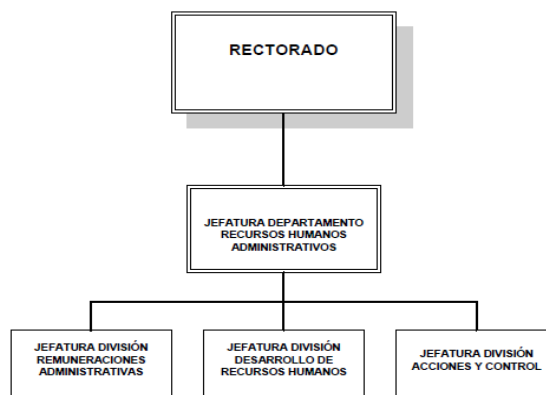 RECTORADO
JEFATURA DEPARTAMENTO
RECURSOS HUMANOS
ADMINISTRATIVOS
JEFATURA DIVISIÓN
REMUNERACIONES
ADMINISTRATIVAS
JEFATURA DIVISIÓN
DESARROLLO DE
RECURSOS HUMANOS
JEFATURA DIVISIÓN
ACCIONES Y CONTROL